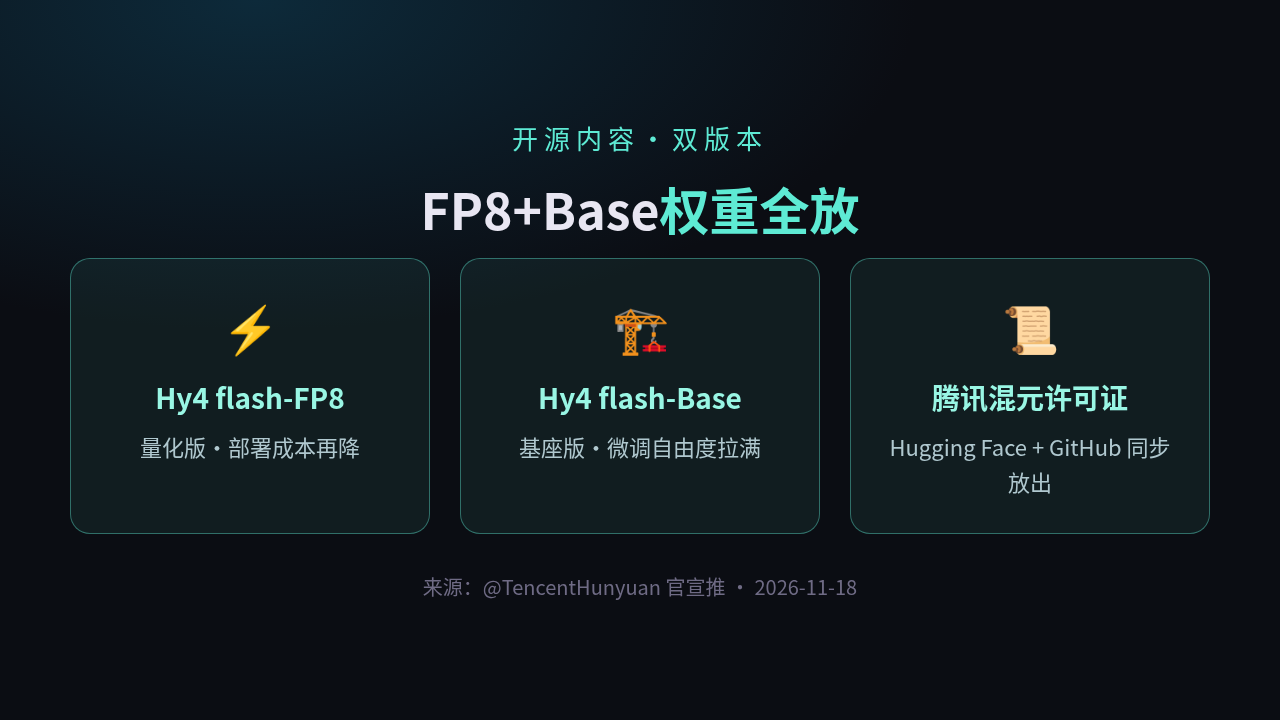 开源内容·双版本
FP8+Base权重全放
Hy4 flash-FP8
量化版·部署成本再降
Hy4 flash-Base
基座版·微调自由度拉满
腾讯混元许可证
Hugging Face + GitHub 同步
放出
来源：@TencentHunyuan 官宣推 · 2026-11-18